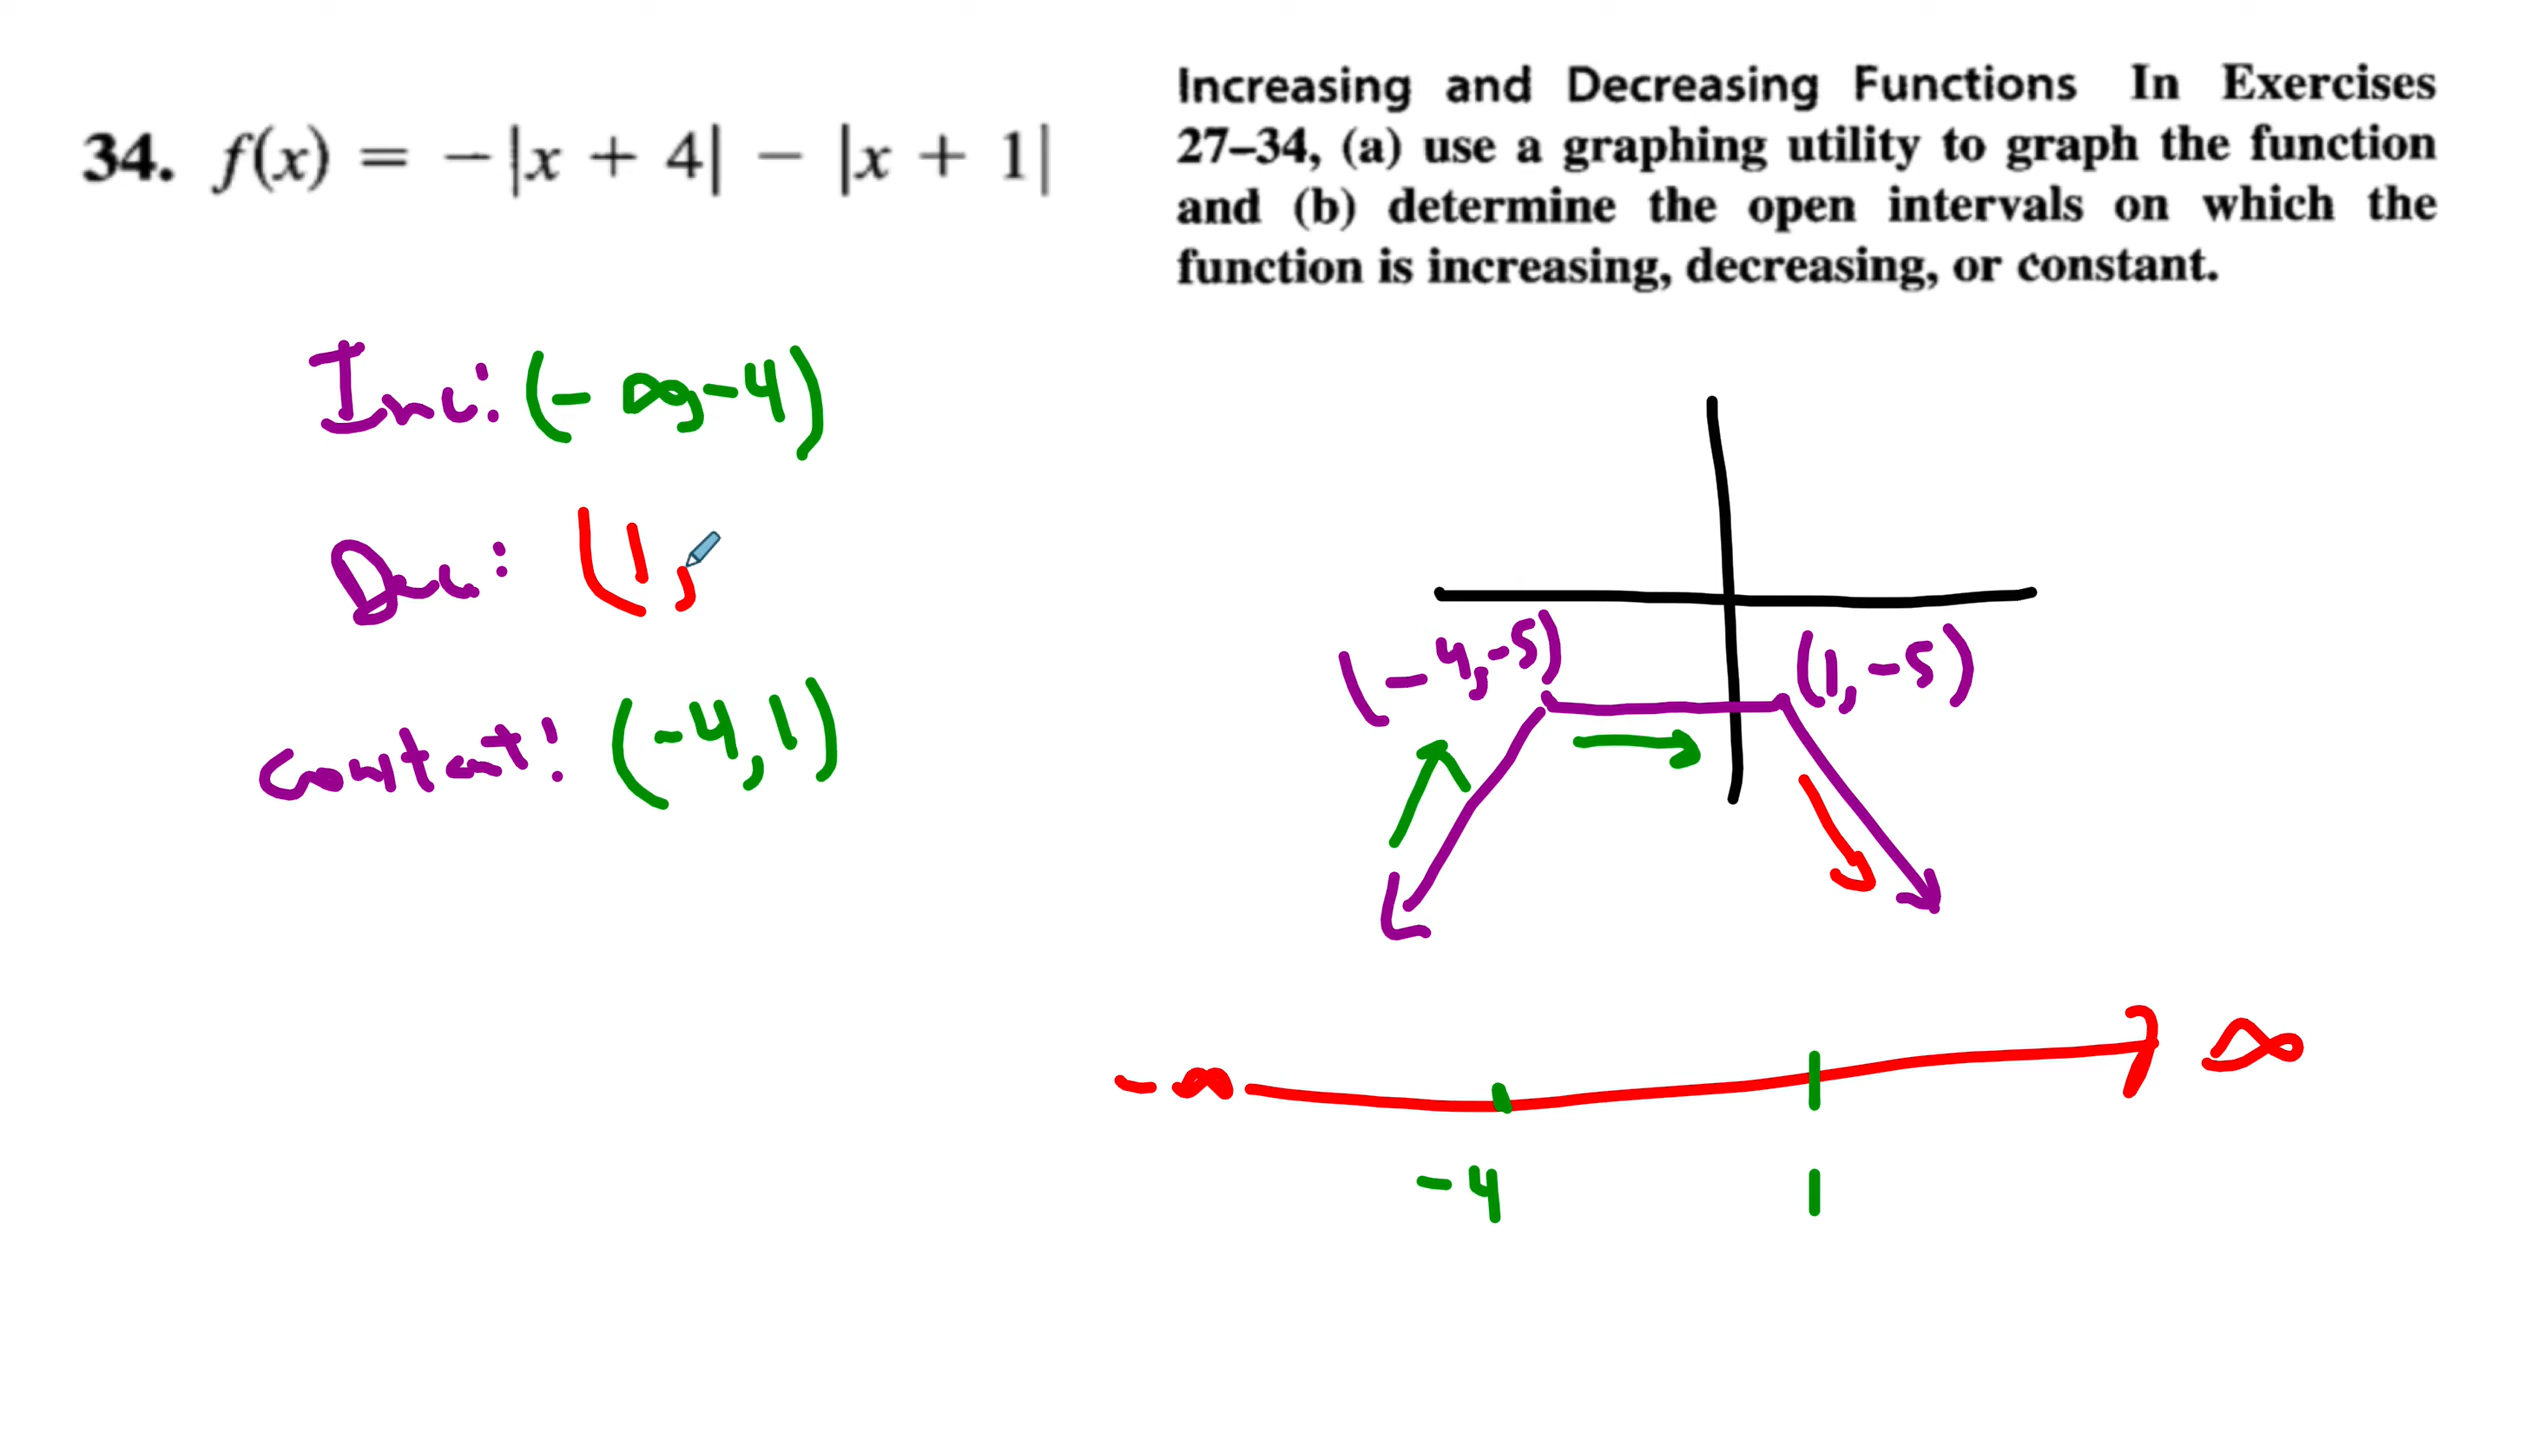 34. f(x) = −|x + 4| − |x + 1|
Increasing and Decreasing Functions In Exercises
27–34, (a) use a graphing utility to graph the function
and (b) determine the open intervals on which the
function is increasing, decreasing, or constant.
Inc: (-∞,-4)
Dec: (1,
Constant: (-4,1)
(-4,-5)
(1,-5)
-∞
∞
-4
1